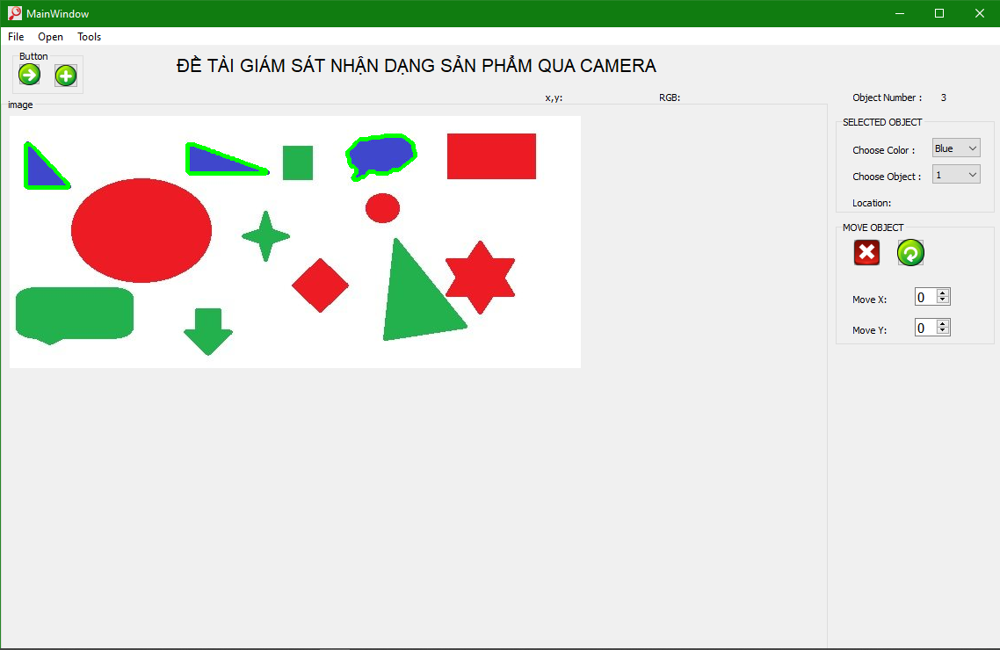 MainWindow
File Open Tools
Button
ĐỀ TÀI GIÁM SÁT NHẬN DẠNG SẢN PHẨM QUA CAMERA
x,y: RGB: Object Number : 3
image
SELECTED OBJECT
Choose Color : Blue
Choose Object : 1
Location:
MOVE OBJECT
Move X: 0
Move Y: 0